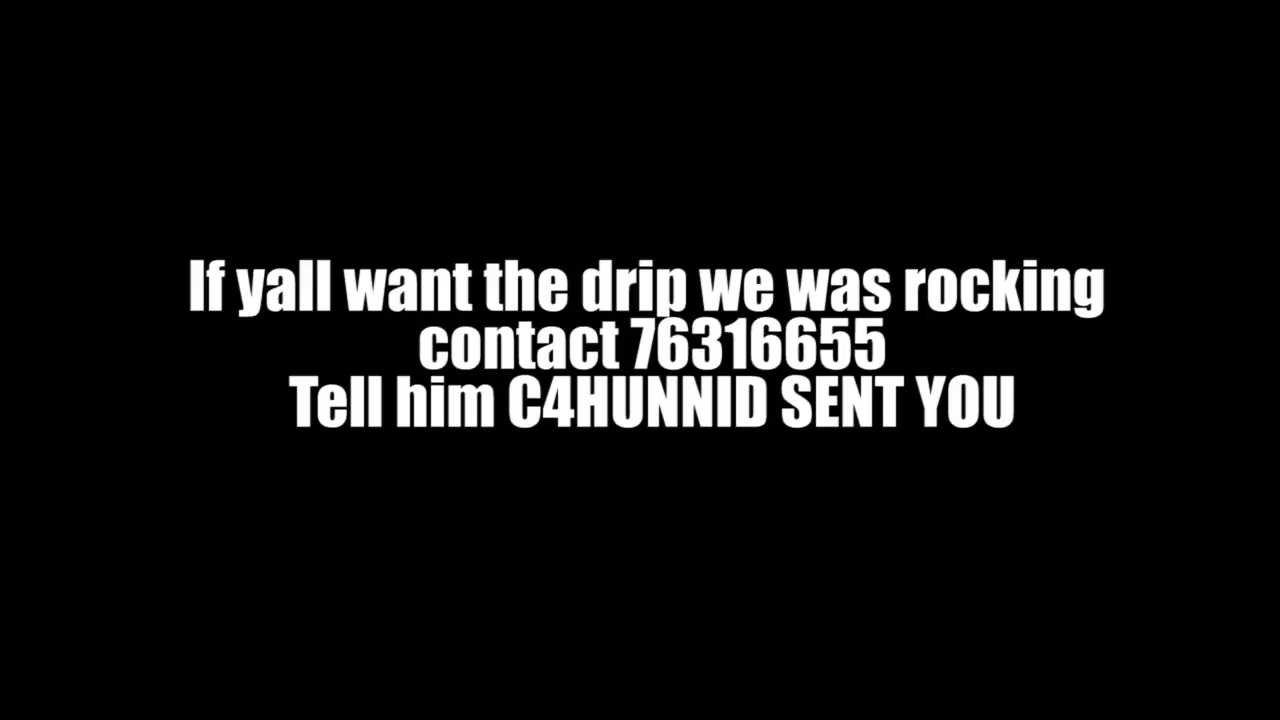 If yall want the drip we was rocking
contact 76316655
Tell him C4HUNNID SENT YOU